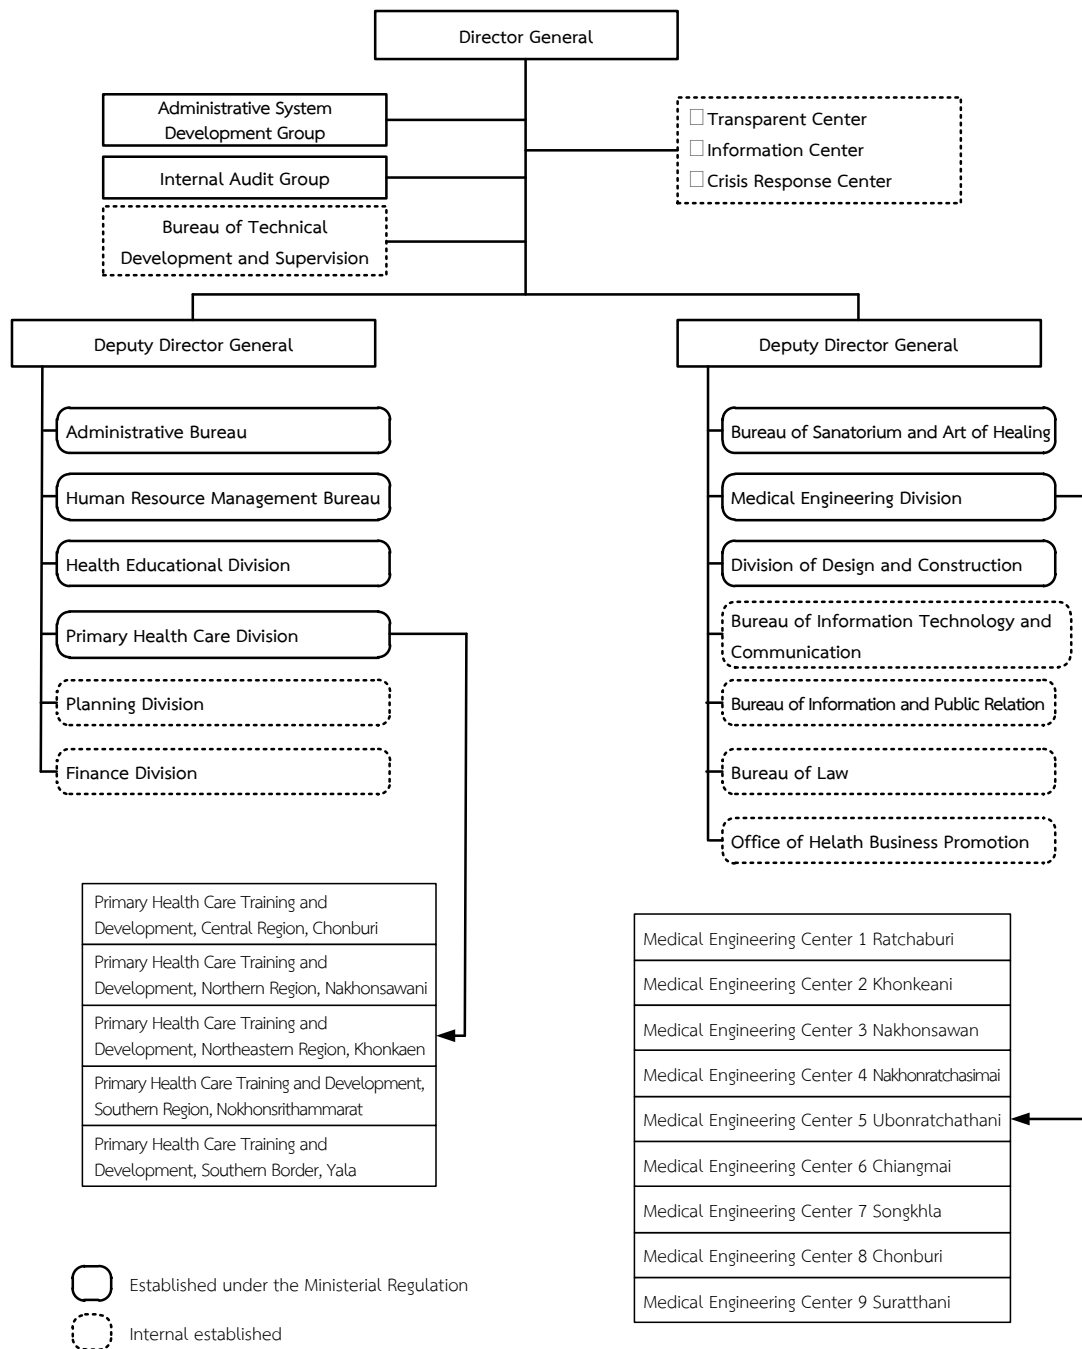 Director General
Administrative System
Development Group
Internal Audit Group
Bureau of Technical
Development and Supervision
Transparent Center
Information Center
Crisis Response Center
Deputy Director General
Administrative Bureau
Human Resource Management Bureau
Health Educational Division
Primary Health Care Division
Planning Division
Finance Division
Deputy Director General
Bureau of Sanatorium and Art of Healing
Medical Engineering Division
Division of Design and Construction
Bureau of Information Technology and
Communication
Bureau of Information and Public Relation
Bureau of Law
Office of Helath Business Promotion
Primary Health Care Training and
Development, Central Region, Chonburi
Primary Health Care Training and
Development, Northern Region, Nakhonsawani
Primary Health Care Training and
Development, Northeastern Region, Khonkaen
Primary Health Care Training and Development,
Southern Region, Nokhonsrithammarat
Primary Health Care Training and
Development, Southern Border, Yala
Medical Engineering Center 1 Ratchaburi
Medical Engineering Center 2 Khonkeani
Medical Engineering Center 3 Nakhonsawan
Medical Engineering Center 4 Nakhonratchasimai
Medical Engineering Center 5 Ubonratchathani
Medical Engineering Center 6 Chiangmai
Medical Engineering Center 7 Songkhla
Medical Engineering Center 8 Chonburi
Medical Engineering Center 9 Suratthani
Established under the Ministerial Regulation
Internal established